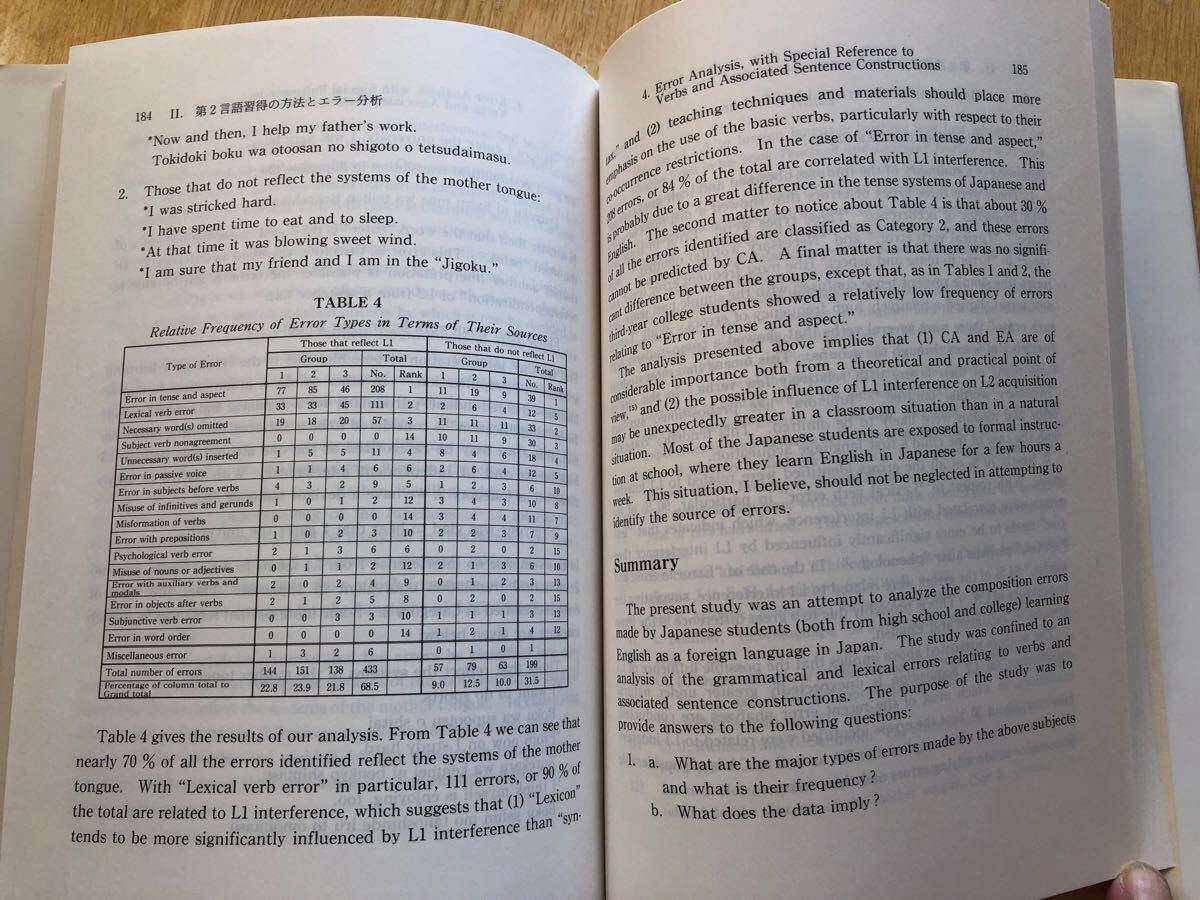 184 II. 第2言語習得の方法とエラー分析
*Now and then, I help my father's work.
Tokidoki boku wa otoosan no shigoto o tetsudaimasu.
2. Those that do not reflect the systems of the mother tongue:
*I was stricked hard.
*I have spent time to eat and to sleep.
*At that time it was blowing sweet wind.
*I am sure that my friend and I am in the “Jigoku.”
TABLE 4
Relative Frequency of Error Types in Terms of Their Sources
Type of Error Those that reflect L1 Those that do not reflect L1
Group Total Group Total
1 2 3 No. Rank 1 2 3 No. Rank
Error in tense and aspect 77 85 46 208 1 11 19 9 39 1
Lexical verb error 33 33 45 111 2 2 6 4 12 5
Necessary word(s) omitted 19 18 20 57 3 11 11 11 33 2
Subject verb nonagreement 0 0 0 0 14 10 11 9 30 3
Unnecessary word(s) inserted 1 5 5 11 4 8 4 6 18 4
Error in passive voice 1 1 4 6 6 2 6 4 12 5
Error in subjects before verbs 4 3 2 9 5 1 2 3 6 10
Misuse of infinitives and gerunds 1 0 1 2 12 3 4 3 10 8
Misformation of verbs 0 0 0 0 14 3 4 4 11 7
Error with prepositions 1 0 2 3 10 2 2 3 7 9
Psychological verb error 2 1 3 6 6 0 2 0 2 15
Misuse of nouns or adjectives 0 1 1 2 12 2 1 3 6 10
Error with auxiliary verbs and
modals 2 0 2 4 9 0 1 2 3 13
Error in objects after verbs 2 1 2 5 8 0 2 0 2 15
Subjunctive verb error 0 0 3 3 10 1 1 1 3 13
Error in word order 0 0 0 0 14 1 2 1 4 12
Miscellaneous error 1 3 2 6 0 1 0 1
Total number of errors 144 151 138 433 57 79 63 199
Percentage of column total to
Grand total 22.8 23.9 21.8 68.5 9.0 12.5 10.0 31.5
Table 4 gives the results of our analysis. From Table 4 we can see that
nearly 70 % of all the errors identified reflect the systems of the mother
tongue. With “Lexical verb error” in particular, 111 errors, or 90 % of
the total are related to L1 interference, which suggests that (1) “Lexicon”
tends to be more significantly influenced by L1 interference than “syn-
4. Error Analysis, with Special Reference to
Verbs and Associated Sentence Constructions 185
tax,” and (2) teaching techniques and materials should place more
emphasis on the use of the basic verbs, particularly with respect to their
co-occurrence restrictions. In the case of “Error in tense and aspect,”
208 errors, or 84 % of the total are correlated with L1 interference. This
is probably due to a great difference in the tense systems of Japanese and
English. The second matter to notice about Table 4 is that about 30 %
of all the errors identified are classified as Category 2, and these errors
cannot be predicted by CA. A final matter is that there was no signifi-
cant difference between the groups, except that, as in Tables 1 and 2, the
third-year college students showed a relatively low frequency of errors
relating to “Error in tense and aspect.”
The analysis presented above implies that (1) CA and EA are of
considerable importance both from a theoretical and practical point of
view,15) and (2) the possible influence of L1 interference on L2 acquisition
may be unexpectedly greater in a classroom situation than in a natural
situation. Most of the Japanese students are exposed to formal instruc-
tion at school, where they learn English in Japanese for a few hours a
week. This situation, I believe, should not be neglected in attempting to
identify the source of errors.
Summary
The present study was an attempt to analyze the composition errors
made by Japanese students (both from high school and college) learning
English as a foreign language in Japan. The study was confined to an
analysis of the grammatical and lexical errors relating to verbs and
associated sentence constructions. The purpose of the study was to
provide answers to the following questions:
1. a. What are the major types of errors made by the above subjects
and what is their frequency?
b. What does the data imply?